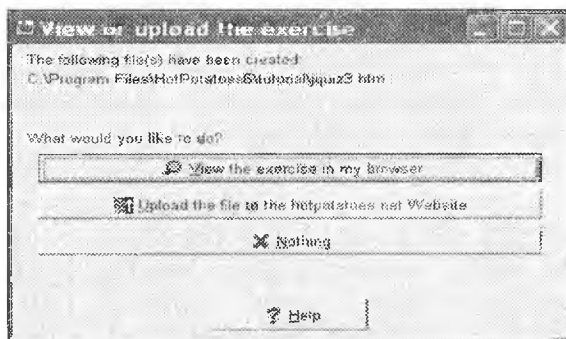 View or upload the exercise
The following file(s) have been created:
C:\Program Files\HotPotatoes6\tutorial\jquiz3.htm
What would you like to do?
View the exercise in my browser
Upload the file to the hotpotatoes.net Website
Nothing
Help